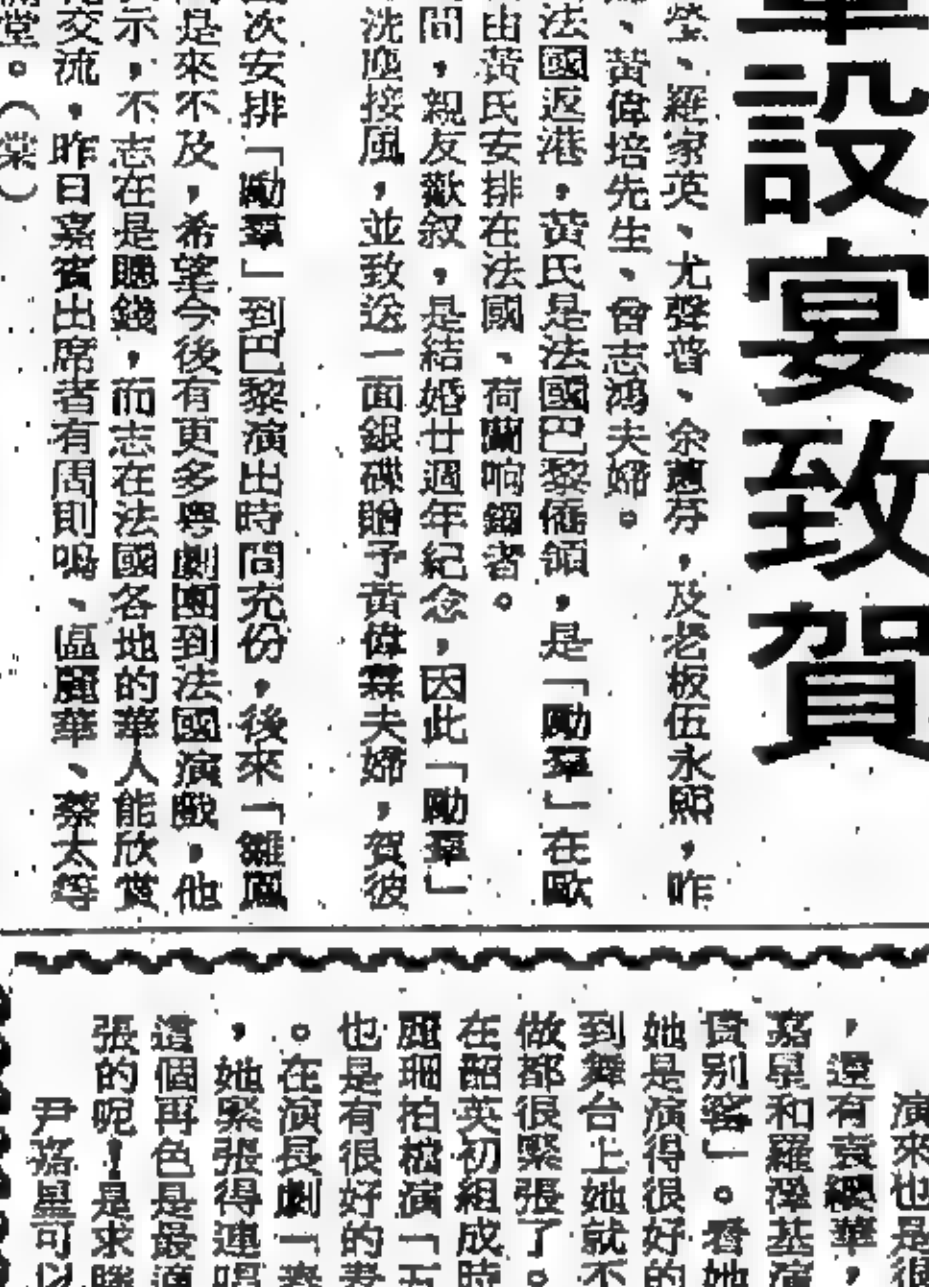 設宴致賀
、羅家英、尤聲普、余蕙芬，及老板伍永熙，昨
、黃偉培先生、曾志鴻夫婦。
法國返港，黃氏是法國巴黎僑領，是「勵羣」在歐
由黃氏安排在法國、荷蘭响鑼者。
間，親友歡叙，是結婚廿週年紀念，因此「勵羣」
洗塵接風，並致送一面銀碟贈予黃偉霖夫婦，賀彼
次安排「勵羣」到巴黎演出時間充份，後來「雛鳳
是來不及，希望今後有更多粤劇團到法國演戲，他
示，不志在是賺錢，而志在法國各地的華人能欣賞
交流，昨日嘉賓出席者有周則鳴、區麗華、蔡太等
堂。（棠）
演來也是很
，還有袁纓華，
嘉星和羅澤基演
貴别窰」。看她
她是演得很好的
到舞台上她就不
做都很緊張了。
在韶英初組成時
麗珊拍檔演「五
也是有很好的表
。在演長劇「
，她緊張得連唱
這個再色是最適
張的呢！是求
尹嘉星可以